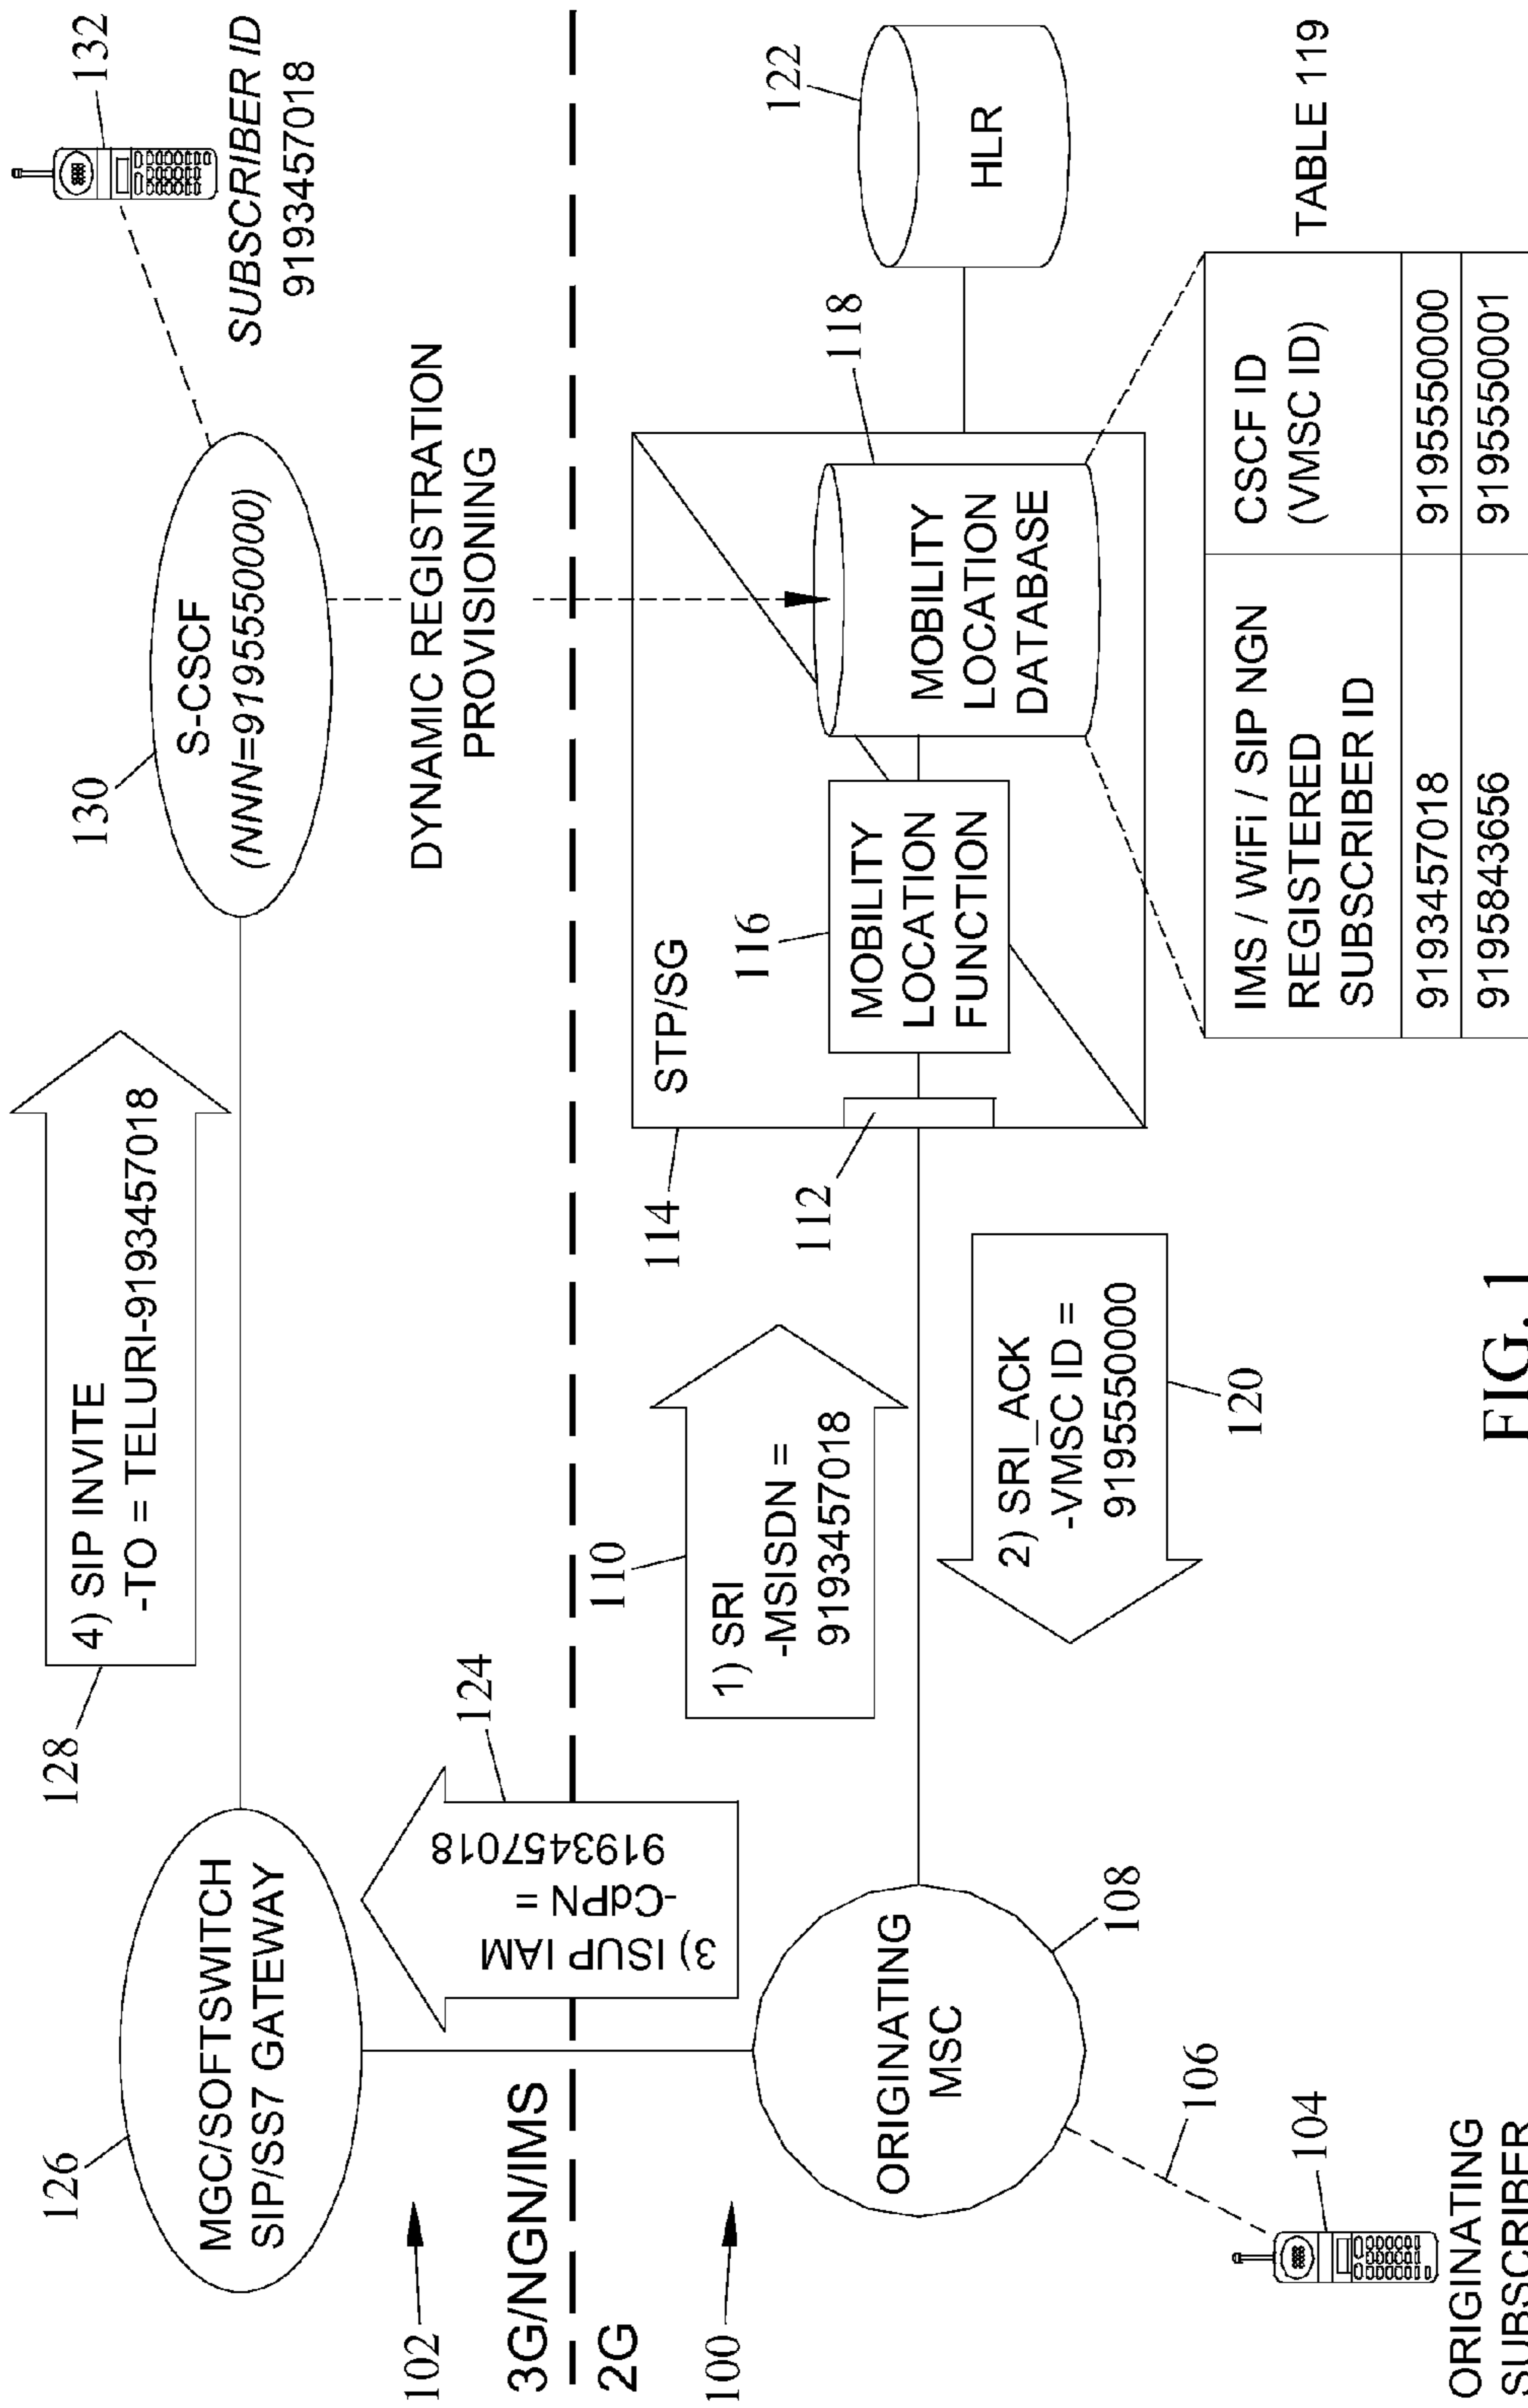 128
4) SIP INVITE
-TO = TELURI-9193457018
130
132
126
MGC/SOFTSWITCH
SIP/SS7 GATEWAY
S-CSCF
(NNN=9195550000)
SUBSCRIBER ID
9193457018
102
124
3) ISUP IAM
-CdPN =
9193457018
DYNAMIC REGISTRATION
PROVISIONING
3G/NGN/IMS
2G
100
110
1) SRI
-MSISDN =
9193457018
114
STP/SG
112
116
MOBILITY
LOCATION
FUNCTION
118
MOBILITY
LOCATION
DATABASE
122
HLR
ORIGINATING
MSC
108
2) SRI_ACK
-VMSC ID =
9195550000
120
106
104
ORIGINATING
SUBSCRIBER
TABLE 119
IMS / WiFi / SIP NGN
REGISTERED
SUBSCRIBER ID
CSCF ID
(VMSC ID)
9193457018
9195550000
9195843656
9195550001
FIG. 1